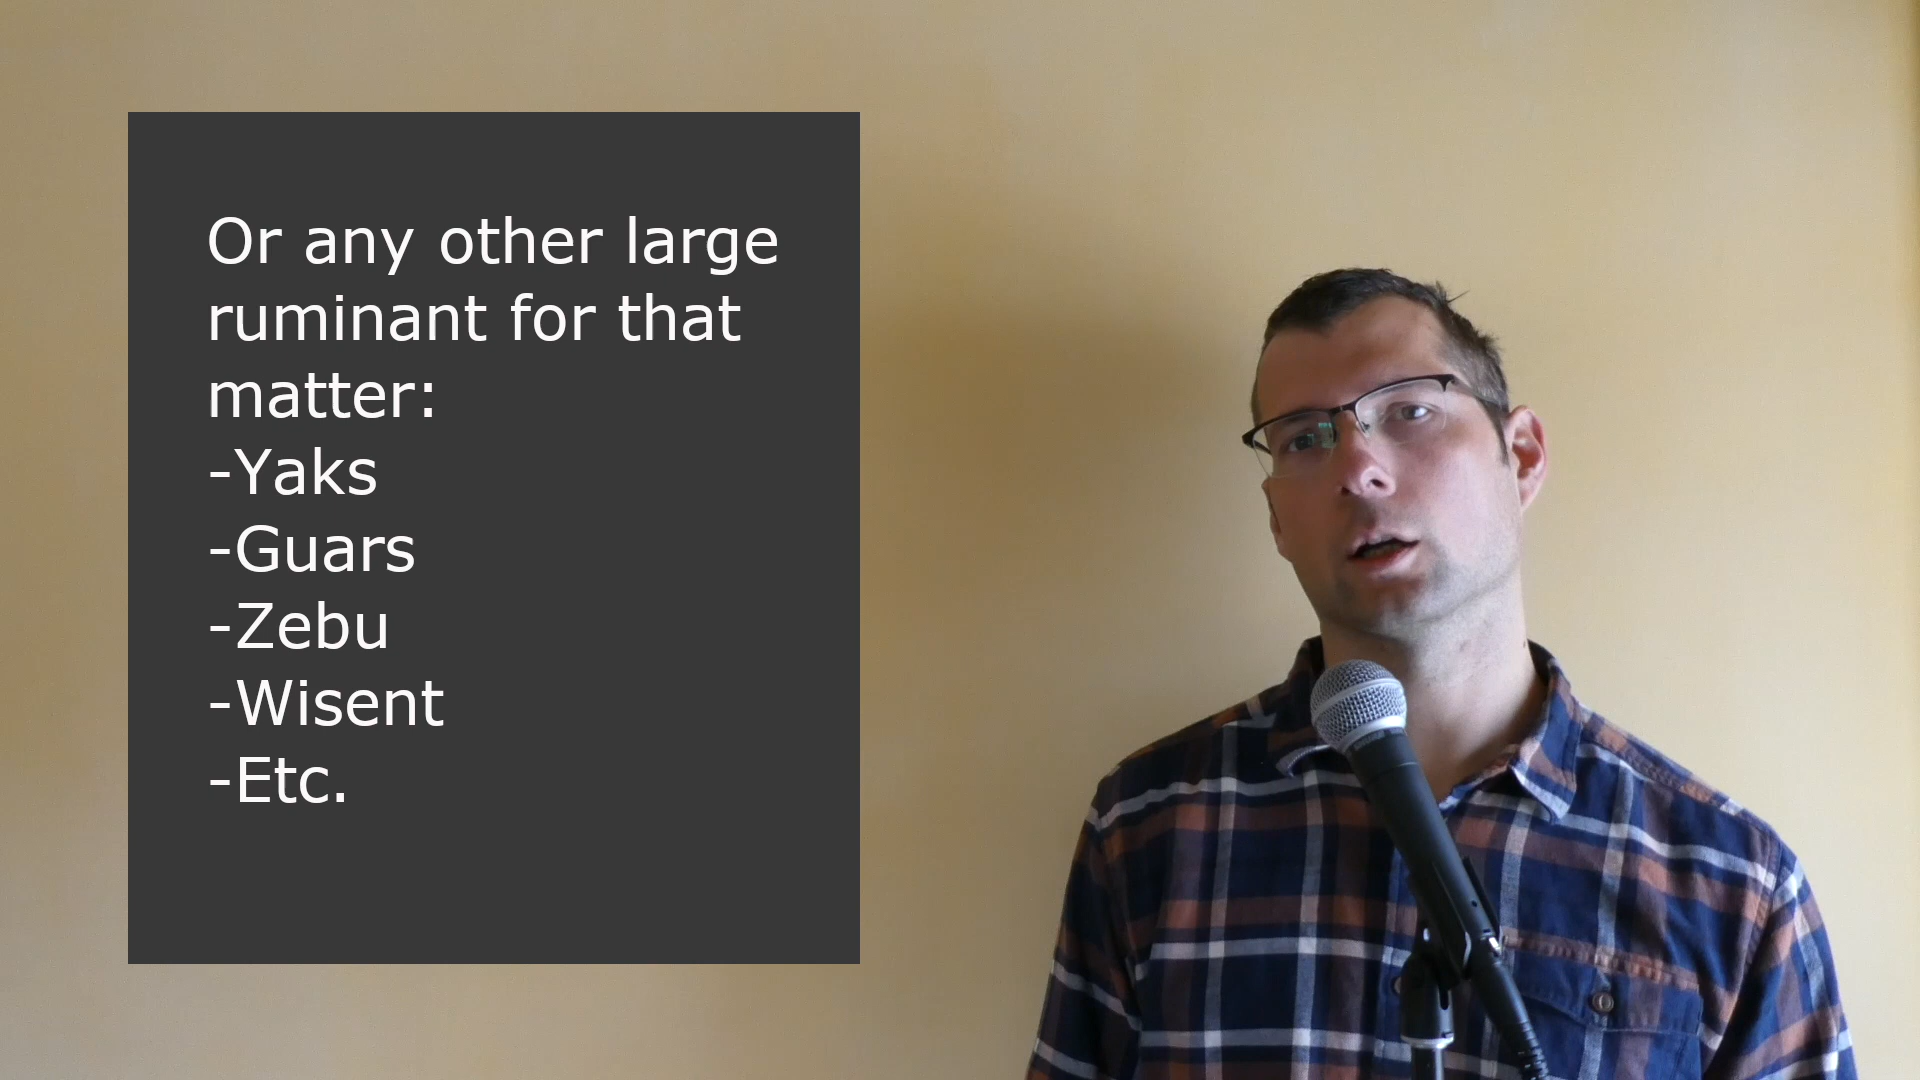 Or any other large
ruminant for that
matter:
-Yaks
-Guars
-Zebu
-Wisent
-Etc.